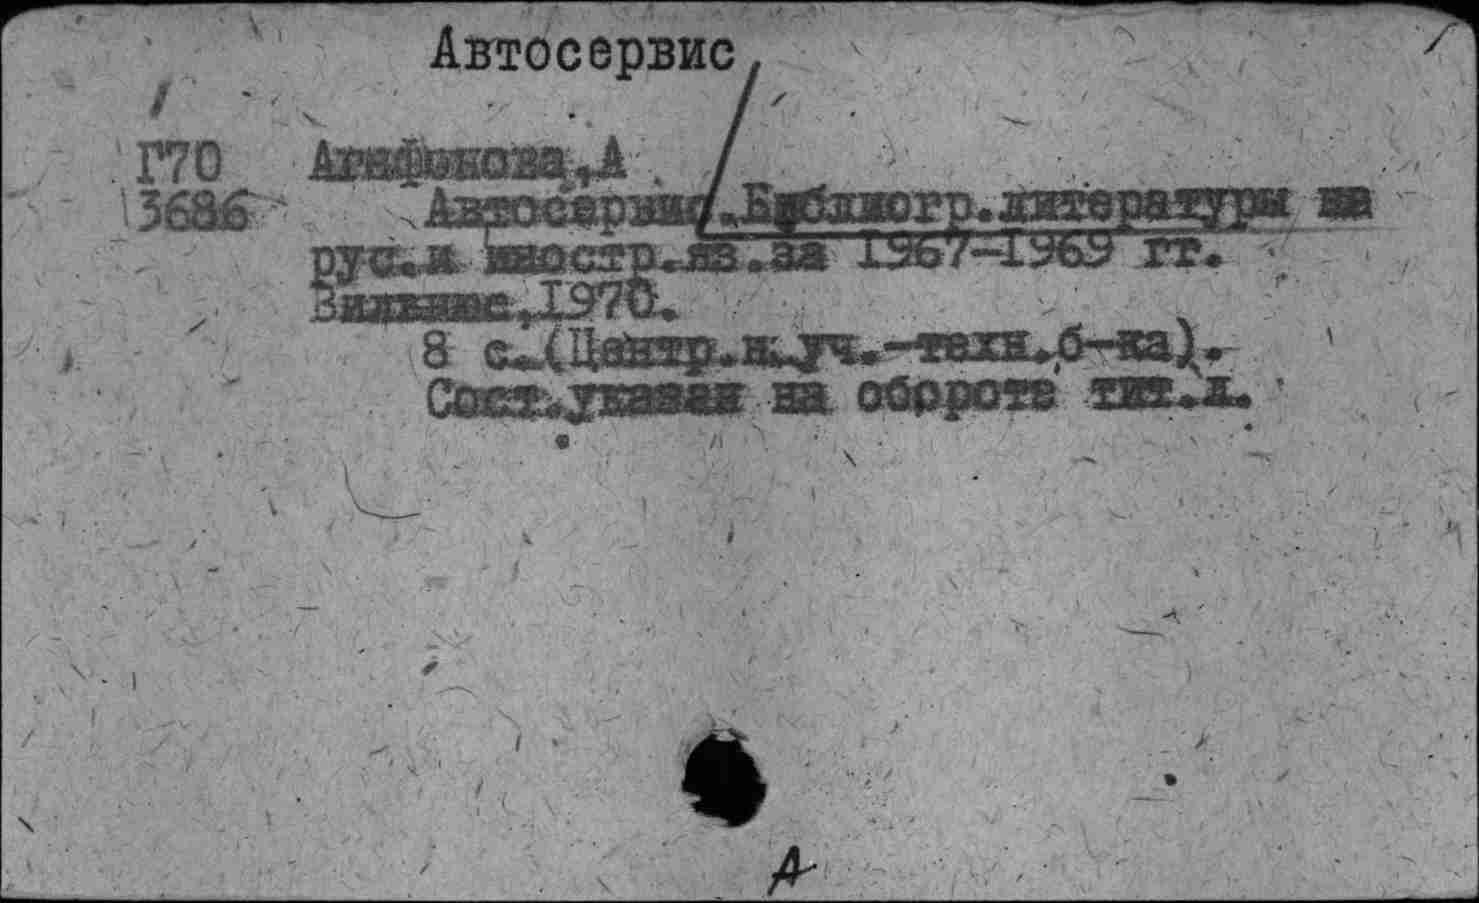 Автосервис
Г70 Агафонова,А
3686 Автосервис.Библиогр.литературы на
рус.и иностр.яз.за 1967-1969 гг.
Вильнюс,1970.
8 с.(Центр.науч.-техн.б-ка).
Сост.указан на обороте тит.л.
А